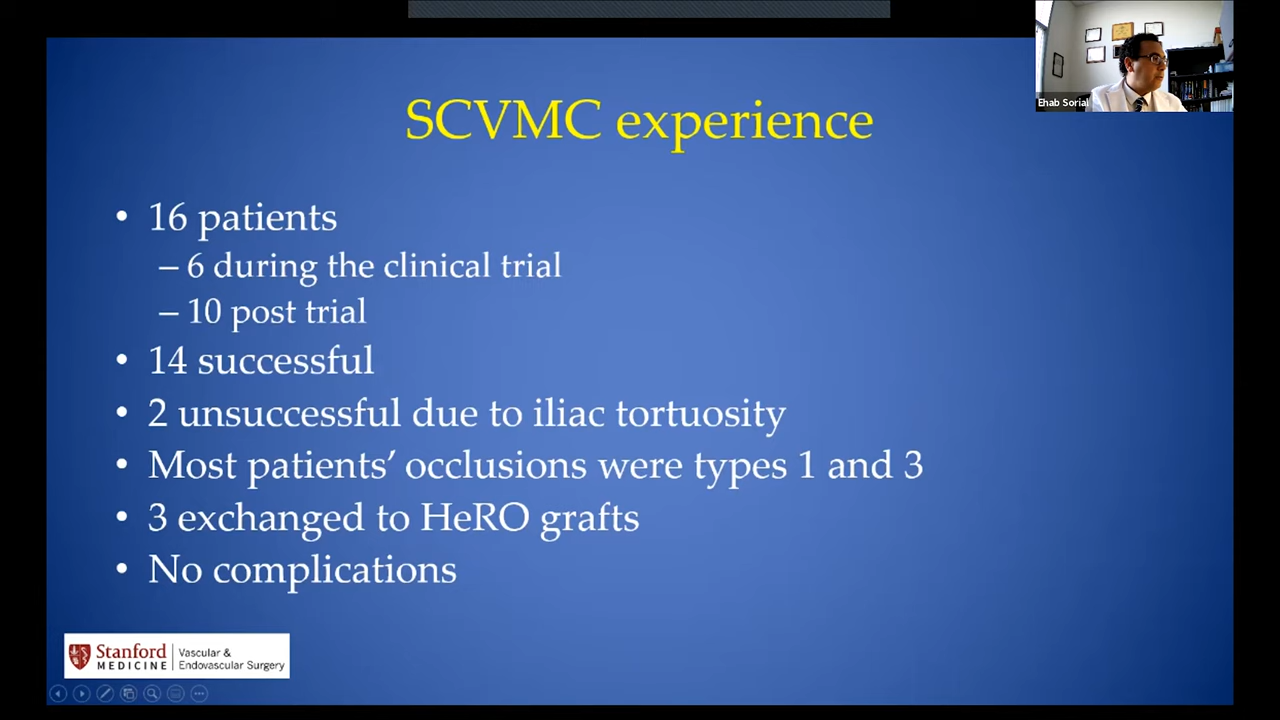 Ehab Sorial
SCVMC experience
• 16 patients
– 6 during the clinical trial
– 10 post trial
• 14 successful
• 2 unsuccessful due to iliac tortuosity
• Most patients’ occlusions were types 1 and 3
• 3 exchanged to HeRO grafts
• No complications
Stanford
MEDICINE
Vascular &
Endovascular Surgery